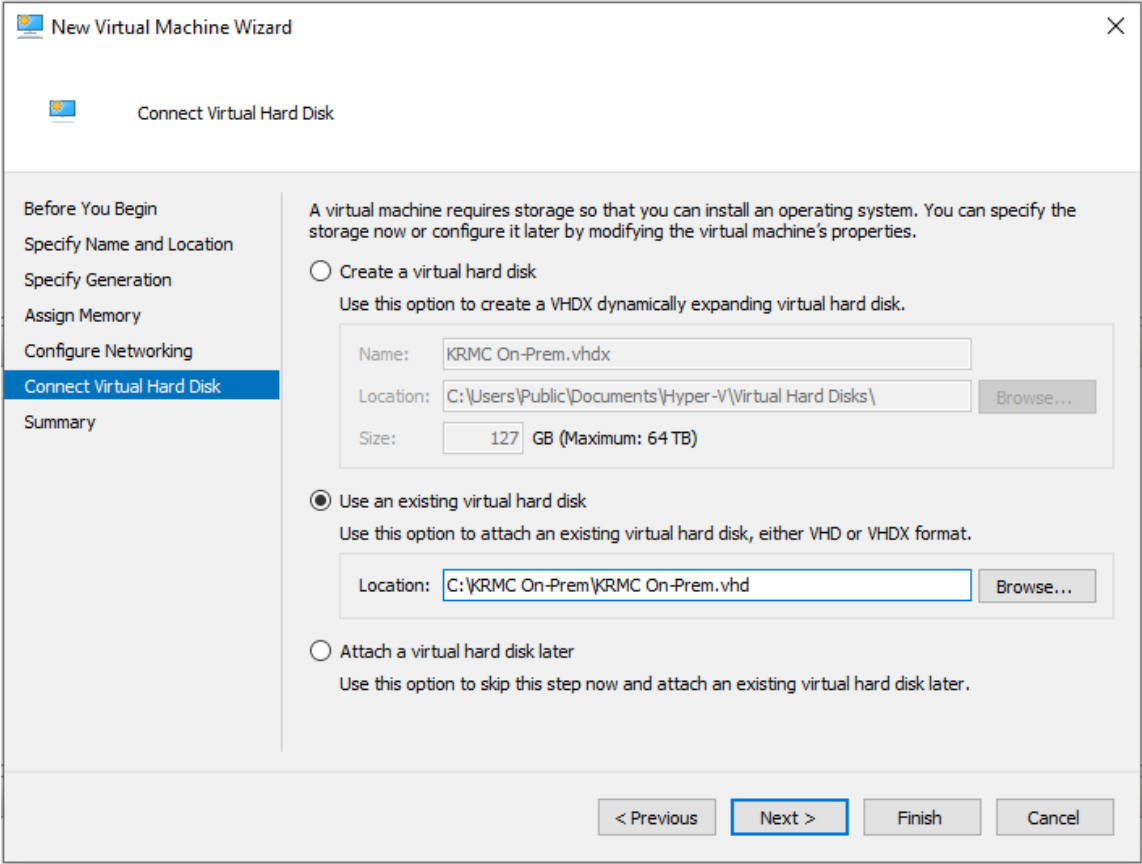 New Virtual Machine Wizard
Connect Virtual Hard Disk
Before You Begin
Specify Name and Location
Specify Generation
Assign Memory
Configure Networking
Connect Virtual Hard Disk
Summary
A virtual machine requires storage so that you can install an operating system. You can specify the
storage now or configure it later by modifying the virtual machine's properties.
Create a virtual hard disk
Use this option to create a VHDX dynamically expanding virtual hard disk.
Name: KRMC On-Prem.vhdx
Location: C:\Users\Public\Documents\Hyper-V\Virtual Hard Disks\ Browse...
Size: 127 GB (Maximum: 64 TB)
Use an existing virtual hard disk
Use this option to attach an existing virtual hard disk, either VHD or VHDX format.
Location: C:\KRMC On-Prem\KRMC On-Prem.vhd Browse...
Attach a virtual hard disk later
Use this option to skip this step now and attach an existing virtual hard disk later.
< Previous Next > Finish Cancel